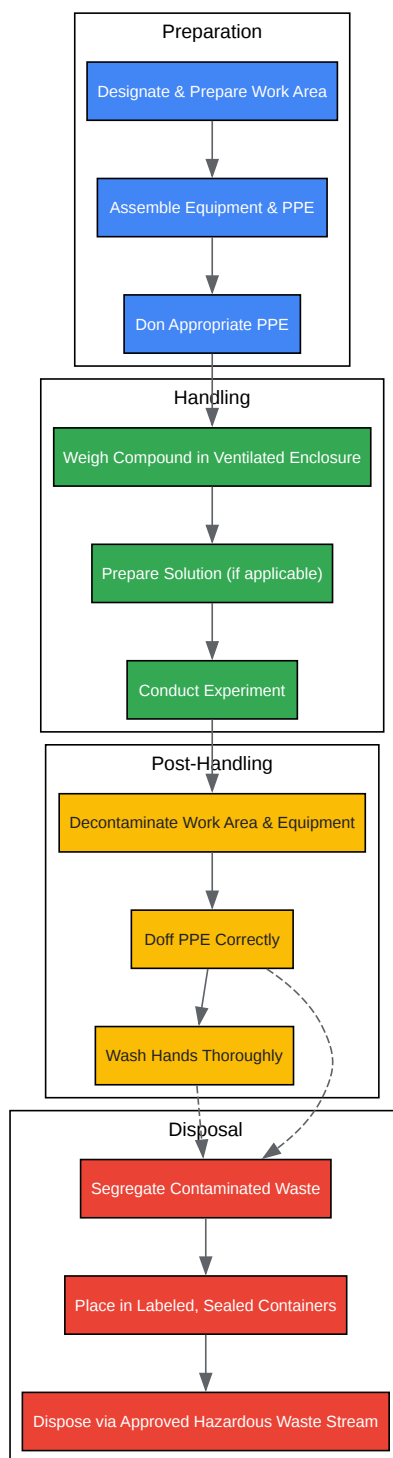 Preparation
Designate & Prepare Work Area
Assemble Equipment & PPE
Don Appropriate PPE
Handling
Weigh Compound in Ventilated Enclosure
Prepare Solution (if applicable)
Conduct Experiment
Post-Handling
Decontaminate Work Area & Equipment
Doff PPE Correctly
Wash Hands Thoroughly
Disposal
Segregate Contaminated Waste
Place in Labeled, Sealed Containers
Dispose via Approved Hazardous Waste Stream